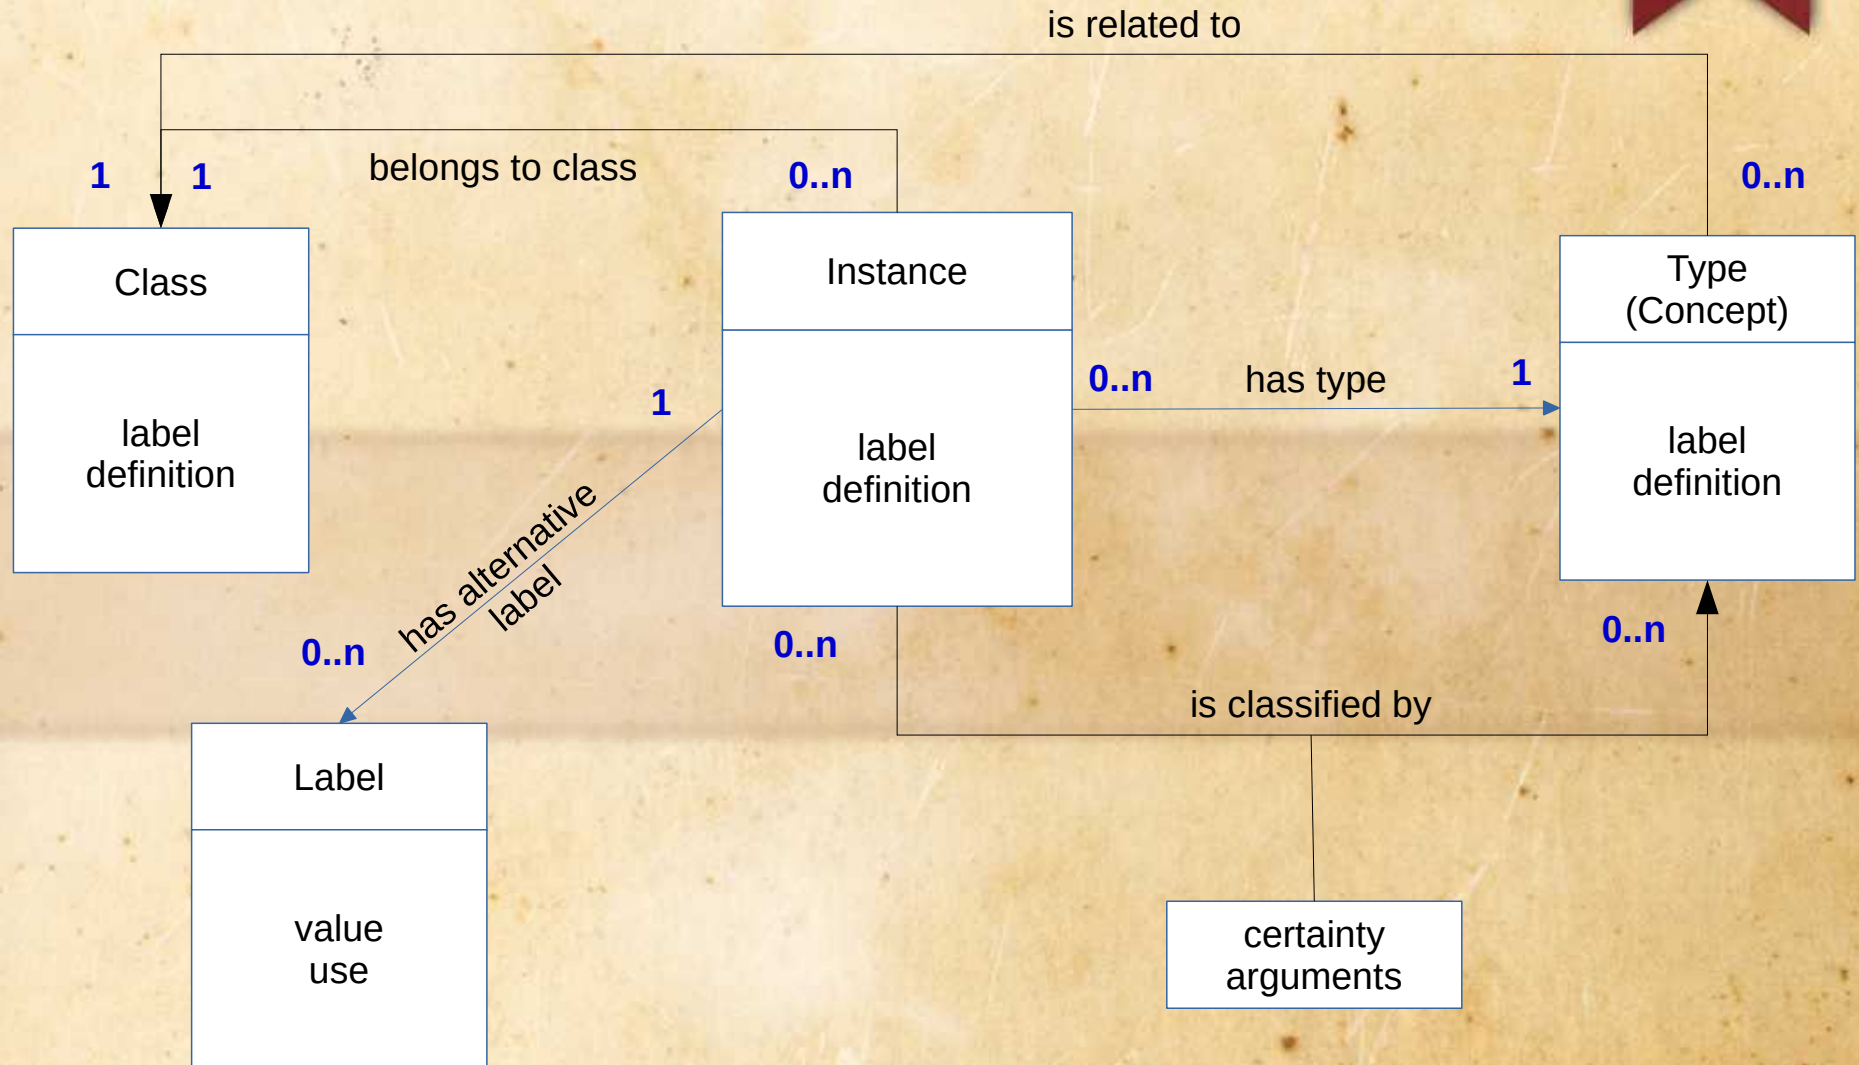 is related to
1
1
belongs to class
0..n
0..n
Class
label
definition
Instance
label
definition
Type
(Concept)
label
definition
1
0..n
has type
1
has alternative
label
0..n
0..n
0..n
is classified by
Label
value
use
certainty
arguments